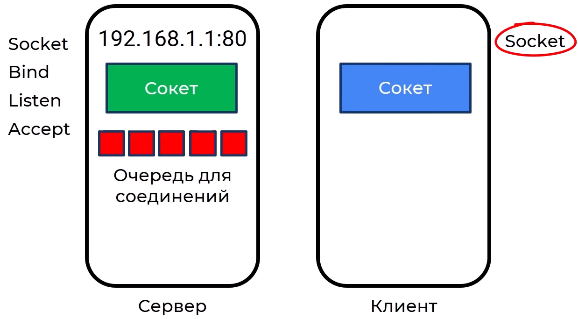 Socket
Bind
Listen
Accept
192.168.1.1:80
Сокет
Очередь для
соединений
Сервер
Сокет
Клиент
Socket